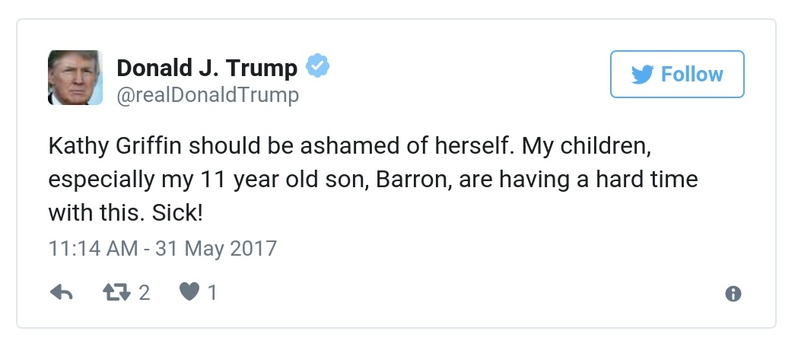 Donald J. Trump
@realDonaldTrump
Follow
Kathy Griffin should be ashamed of herself. My children,
especially my 11 year old son, Barron, are having a hard time
with this. Sick!
11:14 AM - 31 May 2017
2 1